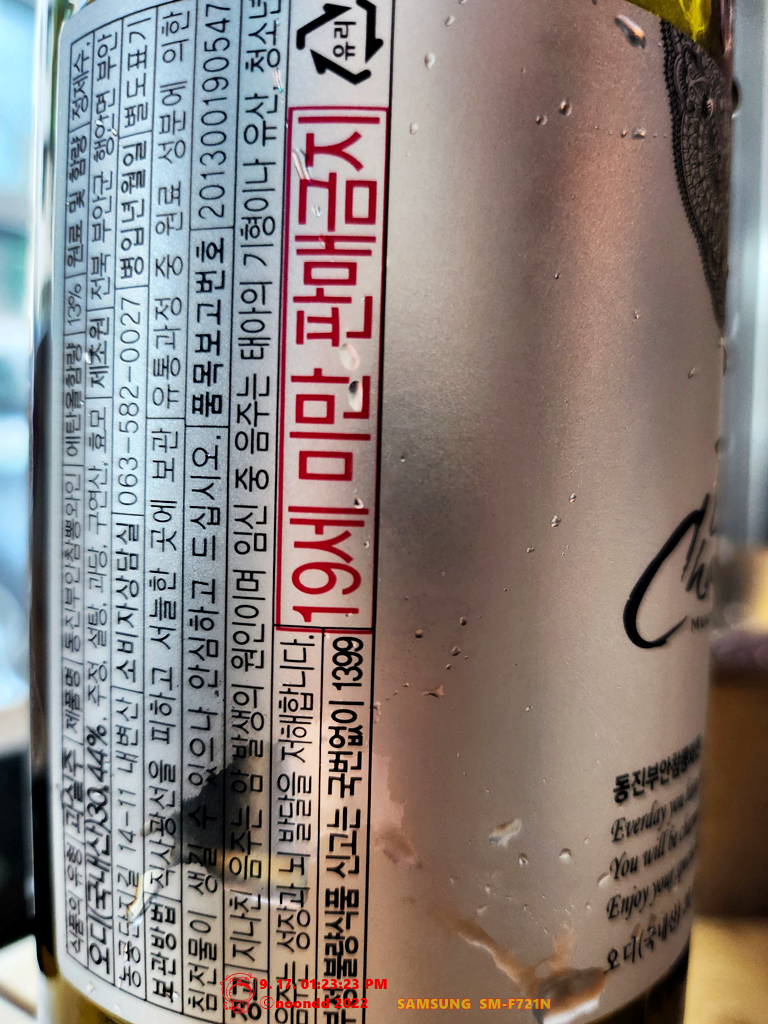 식품의 유형 과실주 제품명 동진부안참뽕와인 에탄올함량 13% 원료 및 함량 정제수,
오디(국내산)30.44%, 주정, 설탕, 과당, 구연산, 효모 제조원 전북 부안군 행안면 부안
농공단지길 14-11 내변산 소비자상담실 063-582-0027 병입년월일 별도표기
보관방법 직사광선을 피하고 서늘한 곳에 보관 유통과정 중 원료 성분에 의한
침전물이 생길 수 있으나 안심하고 드십시오. 품목보고번호 201300190547
경고 지나친 음주는 암 발생의 원인이며 임신 중 음주는 태아의 기형이나 유산, 청소년
음주는 성장과 뇌 발달을 저해합니다.
부정·불량식품 신고는 국번없이 1399
19세 미만 판매금지
유리
동진부안참뽕
Everday you
You will be
Enjoy your
오디(국내산)
9. 17. 01:23:23 PM
©noondd 2022
SAMSUNG SM-F721N